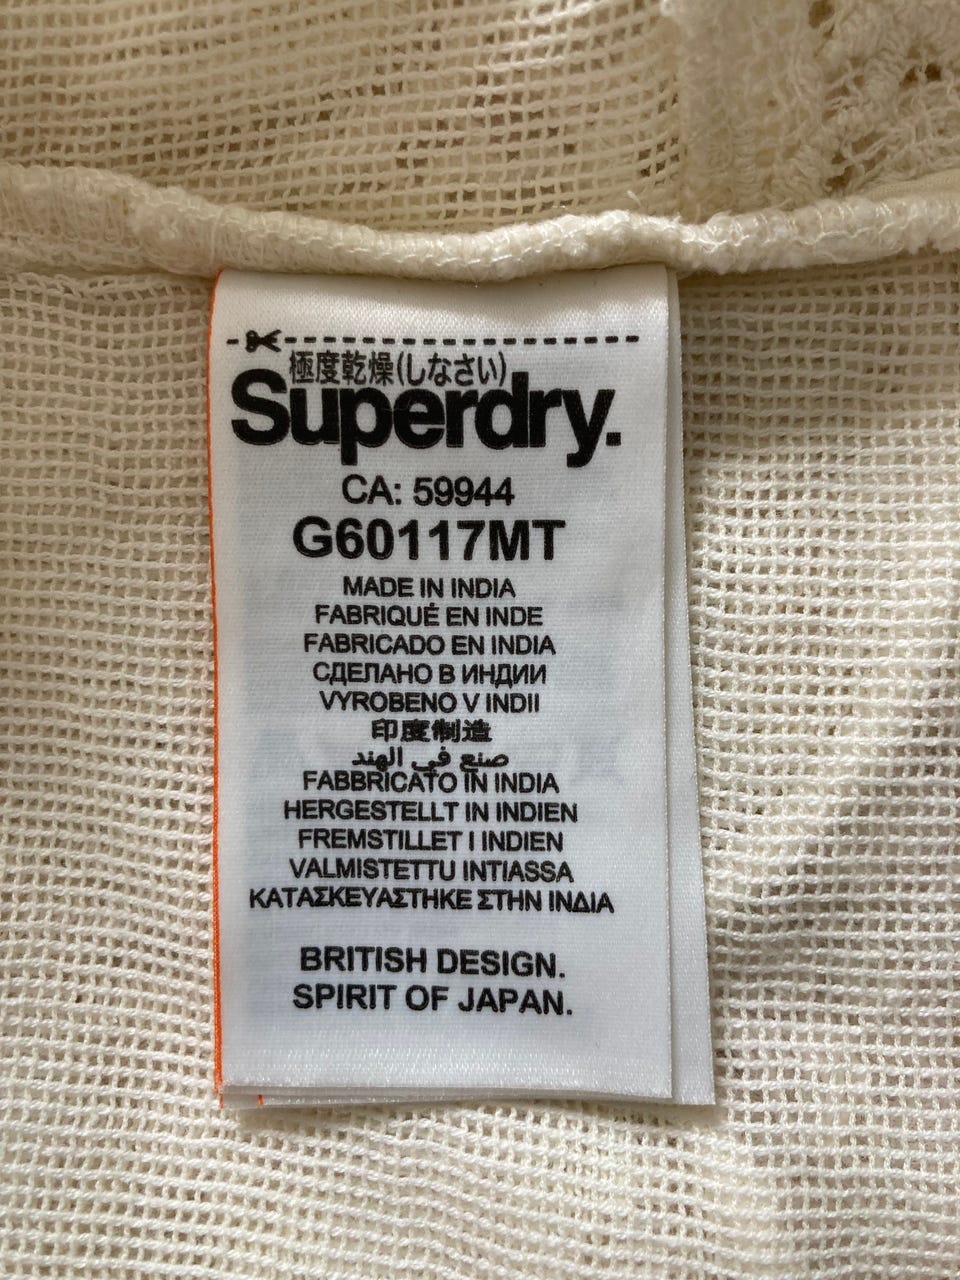 極度乾燥(しなさい)
Superdry.
CA: 59944
G60117MT
MADE IN INDIA
FABRIQUÉ EN INDE
FABRICADO EN INDIA
СДЕЛАНО В ИНДИИ
VYROBENO V INDII
印度制造
صنع في الهند
FABBRICATO IN INDIA
HERGESTELLT IN INDIEN
FREMSTILLET I INDIEN
VALMISTETTU INTIASSA
ΚΑΤΑΣΚΕΥΑΣΤΗΚΕ ΣΤΗΝ ΙΝΔΙΑ
BRITISH DESIGN.
SPIRIT OF JAPAN.